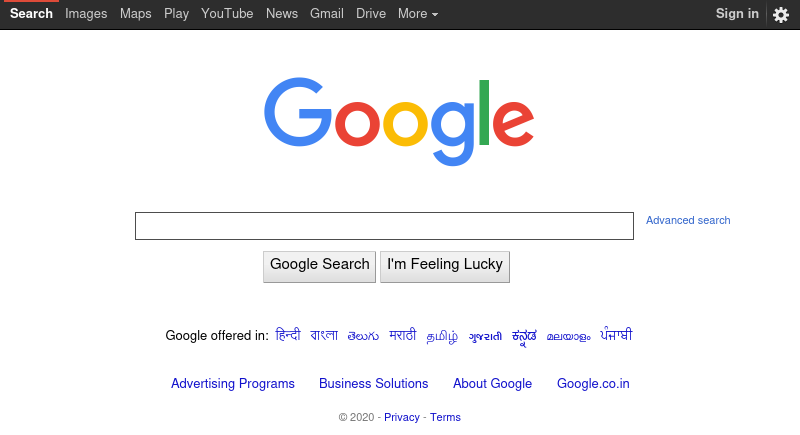 Search Images Maps Play YouTube News Gmail Drive More Sign in
Google
Advanced search
Google Search I'm Feeling Lucky
Google offered in: हिन्दी বাংলা తెలుగు मराठी தமிழ் ગુજરાતી ಕನ್ನಡ മലയാളം ਪੰਜਾਬੀ
Advertising Programs Business Solutions About Google Google.co.in
© 2020 - Privacy - Terms